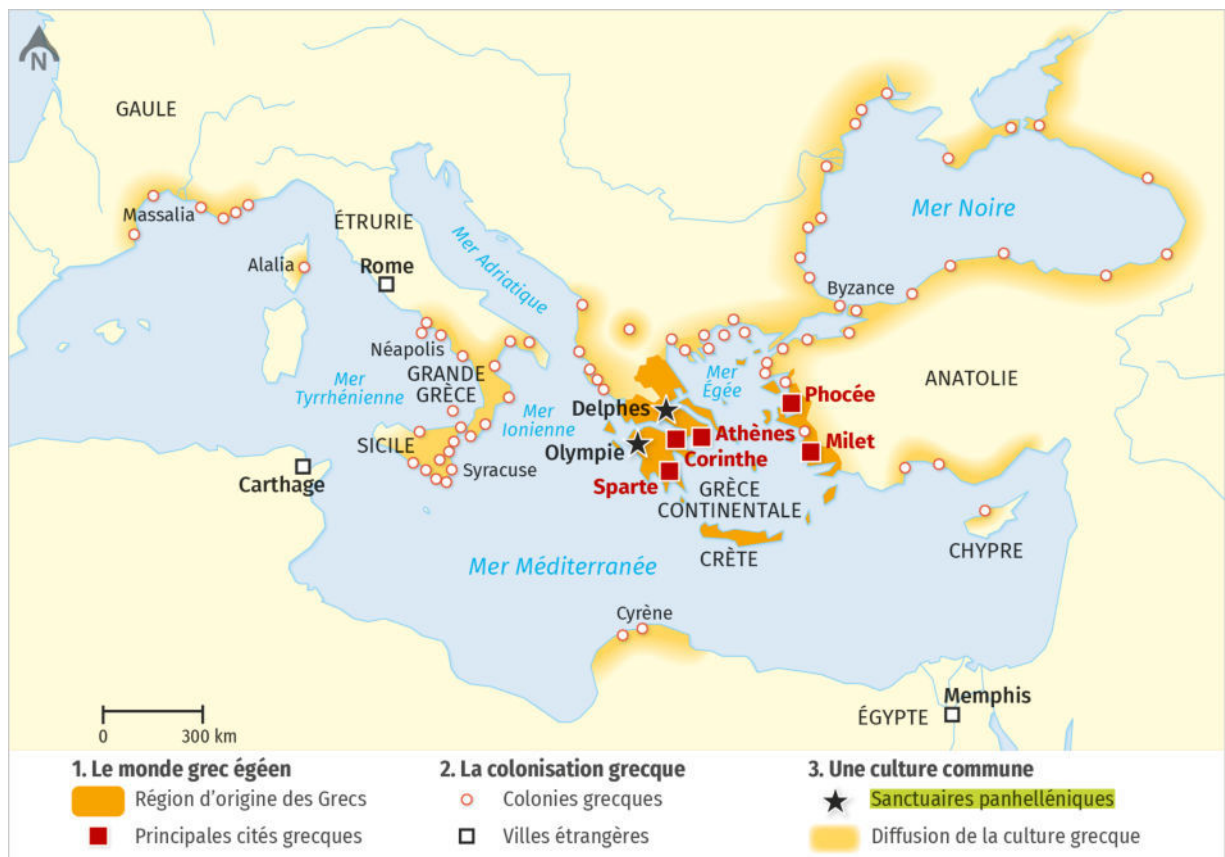 N
GAULE
Massalia
ÉTRURIE
Alalia
Rome
Mer Adriatique
Mer Noire
Byzance
Néapolis
GRANDE
GRÈCE
Mer
Tyrrhénienne
Mer
Ionienne
Mer
Égée
ANATOLIE
Phocée
Delphes
Athènes
Milet
Olympie
Corinthe
SICILE
Syracuse
Carthage
Sparte
GRÈCE
CONTINENTALE
CRÈTE
CHYPRE
Mer Méditerranée
Cyrène
Memphis
ÉGYPTE
0 300 km
1. Le monde grec égéen
Région d'origine des Grecs
Principales cités grecques
2. La colonisation grecque
Colonies grecques
Villes étrangères
3. Une culture commune
Sanctuaires panhelléniques
Diffusion de la culture grecque